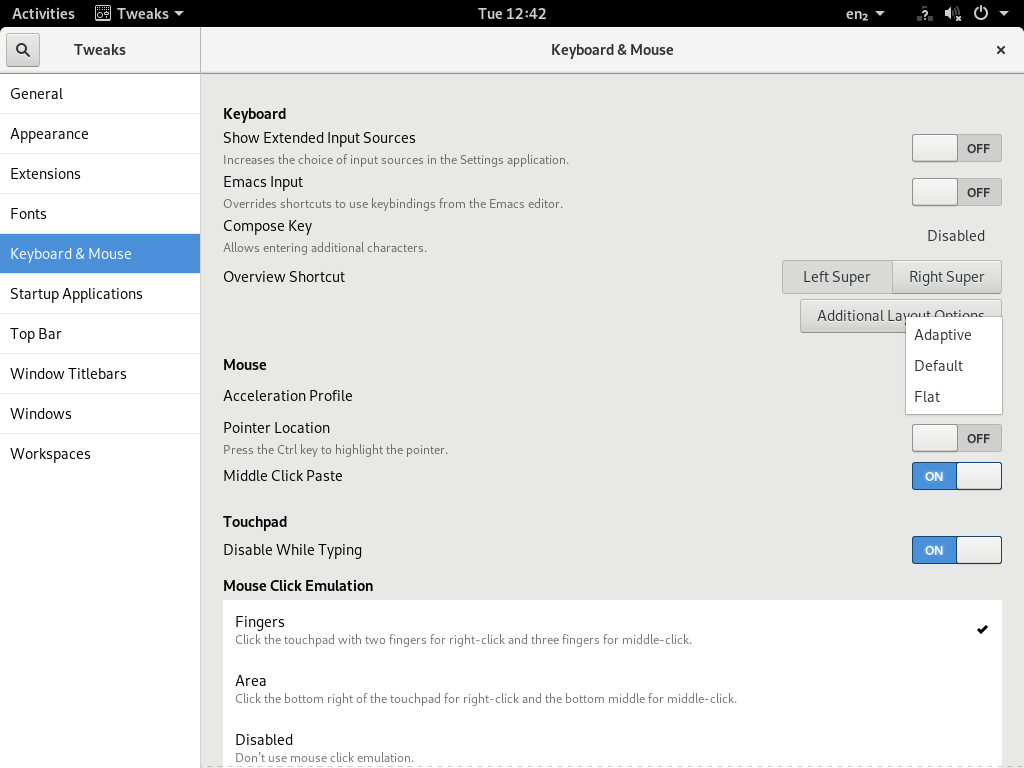 Activities Tweaks Tue 12:42 en₂ ?
Tweaks Keyboard & Mouse
General
Appearance
Extensions
Fonts
Keyboard & Mouse
Startup Applications
Top Bar
Window Titlebars
Windows
Workspaces
Keyboard
Show Extended Input Sources
Increases the choice of input sources in the Settings application.
OFF
Emacs Input
Overrides shortcuts to use keybindings from the Emacs editor.
OFF
Compose Key
Allows entering additional characters.
Disabled
Overview Shortcut Left Super Right Super
Additional Layout Options
Mouse
Acceleration Profile
Adaptive
Default
Flat
Pointer Location
Press the Ctrl key to highlight the pointer.
OFF
Middle Click Paste ON
Touchpad
Disable While Typing ON
Mouse Click Emulation
Fingers
Click the touchpad with two fingers for right-click and three fingers for middle-click.
Area
Click the bottom right of the touchpad for right-click and the bottom middle for middle-click.
Disabled
Don't use mouse click emulation.